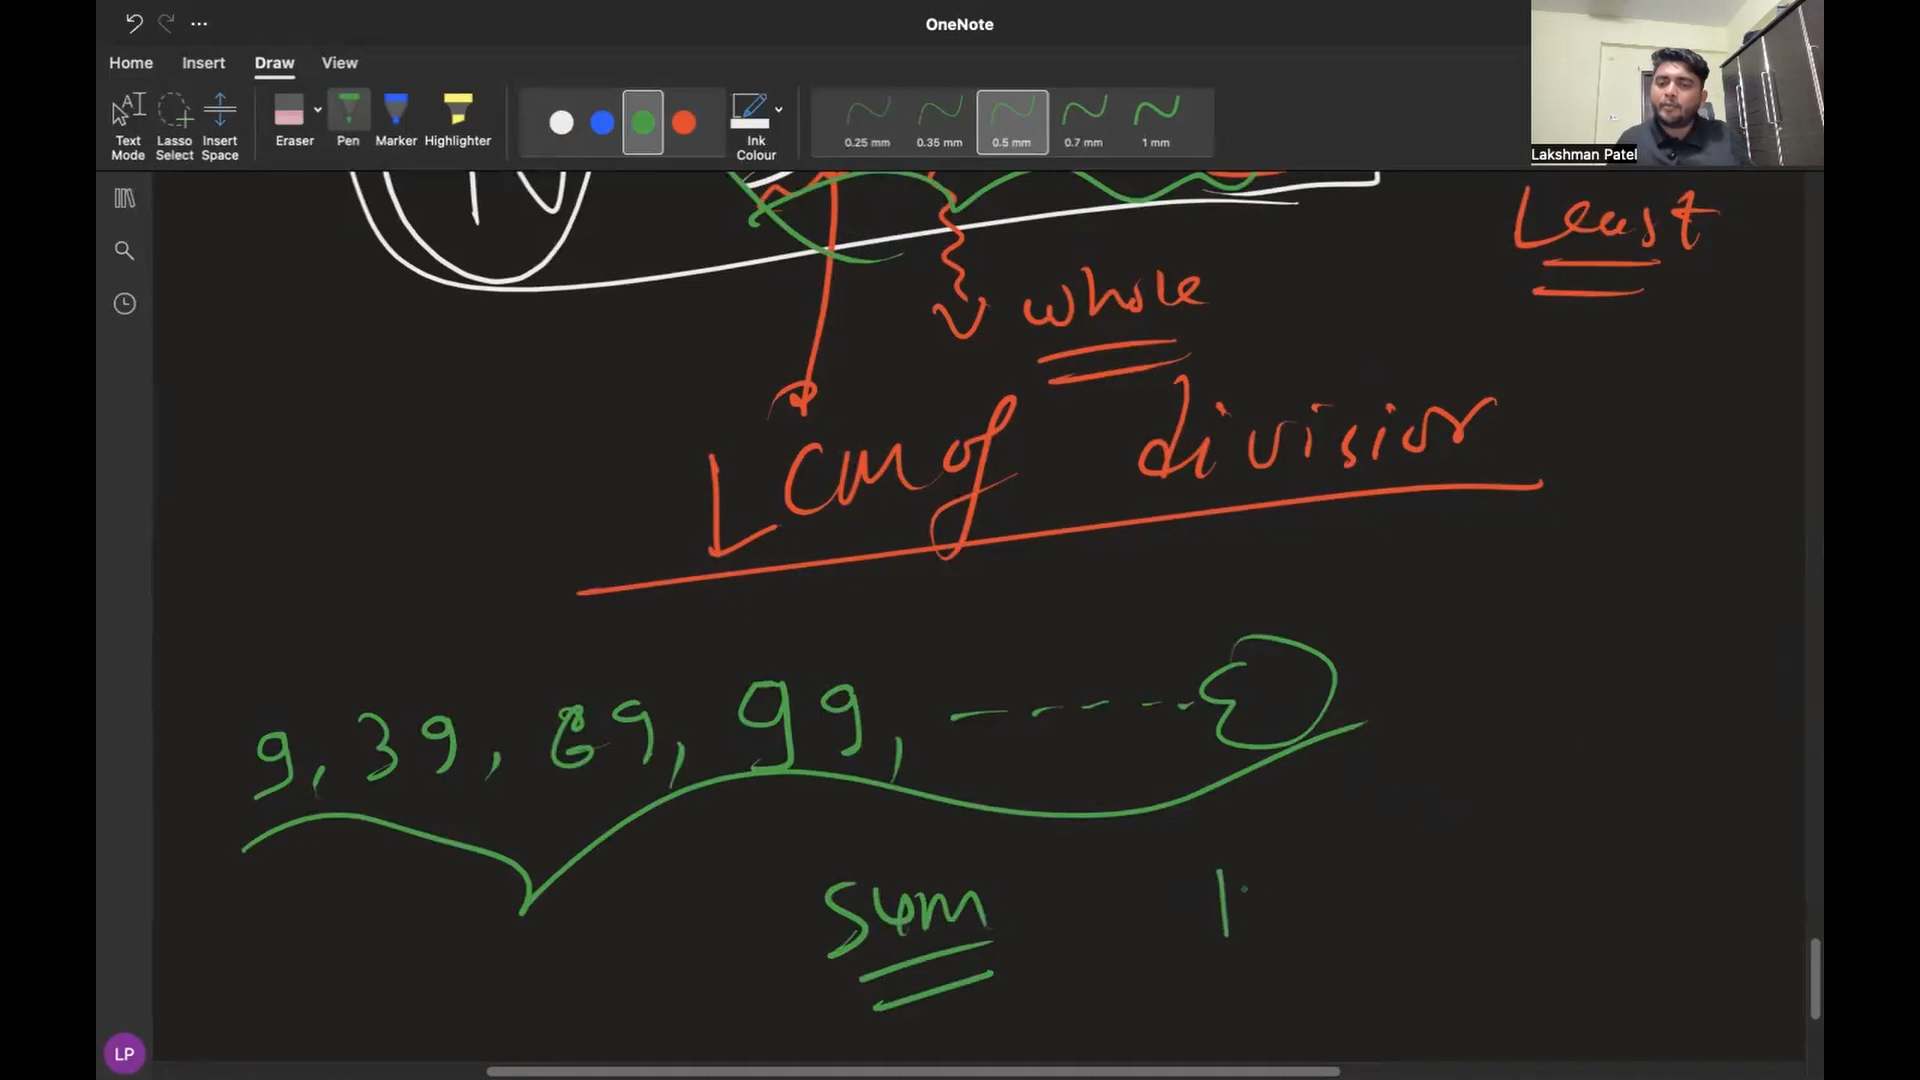 OneNote
Home Insert Draw View
Text Mode
Lasso Select
Insert Space
Eraser
Pen
Marker
Highlighter
Ink Colour
0.25 mm
0.35 mm
0.5 mm
0.7 mm
1 mm
Lakshman Patel
N
Least
whole
LCM of division
9, 39, 69, 99, -----
sum
LP